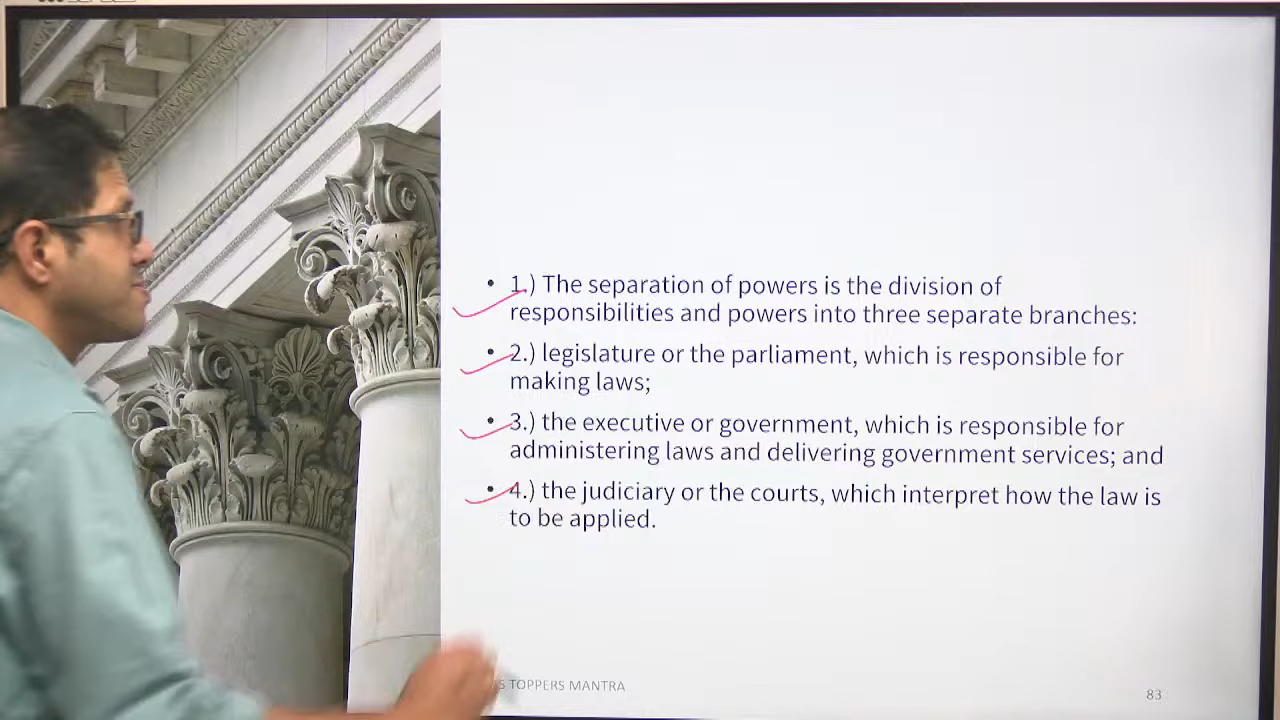 • 1.) The separation of powers is the division of
responsibilities and powers into three separate branches:
• 2.) legislature or the parliament, which is responsible for
making laws;
• 3.) the executive or government, which is responsible for
administering laws and delivering government services; and
• 4.) the judiciary or the courts, which interpret how the law is
to be applied.
TOPPERS MANTRA
83